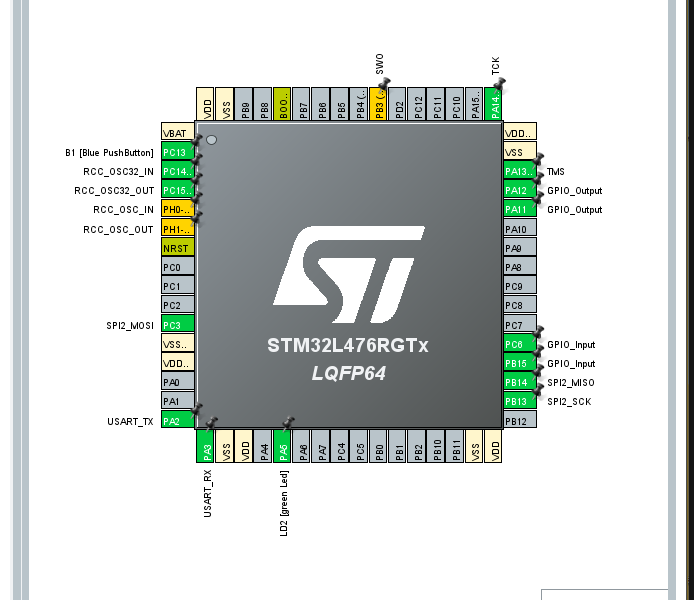 SWO
TCK
VDD
VSS
PB9
PB8
BOO..
PB7
PB6
PB5
PB4 (..
PB3 (..
PD2
PC12
PC11
PC10
PA15..
PA14..
VBAT
VDD..
B1 [Blue PushButton] PC13
VSS
RCC_OSC32_IN PC14..
PA13.. TMS
RCC_OSC32_OUT PC15..
PA12 GPIO_Output
RCC_OSC_IN PH0-..
PA11 GPIO_Output
RCC_OSC_OUT PH1-..
PA10
NRST
PA9
PC0
PA8
PC1
PC9
PC2
PC8
SPI2_MOSI PC3
PC7
VSS..
PC6 GPIO_Input
VDD..
PB15 GPIO_Input
PA0
PB14 SPI2_MISO
PA1
PB13 SPI2_SCK
USART_TX PA2
PB12
ST
STM32L476RGTx
LQFP64
PA3
VSS
VDD
PA4
PA5
PA6
PA7
PC4
PC5
PB0
PB1
PB2
PB10
PB11
VSS
VDD
USART_RX
LD2 [green Led]